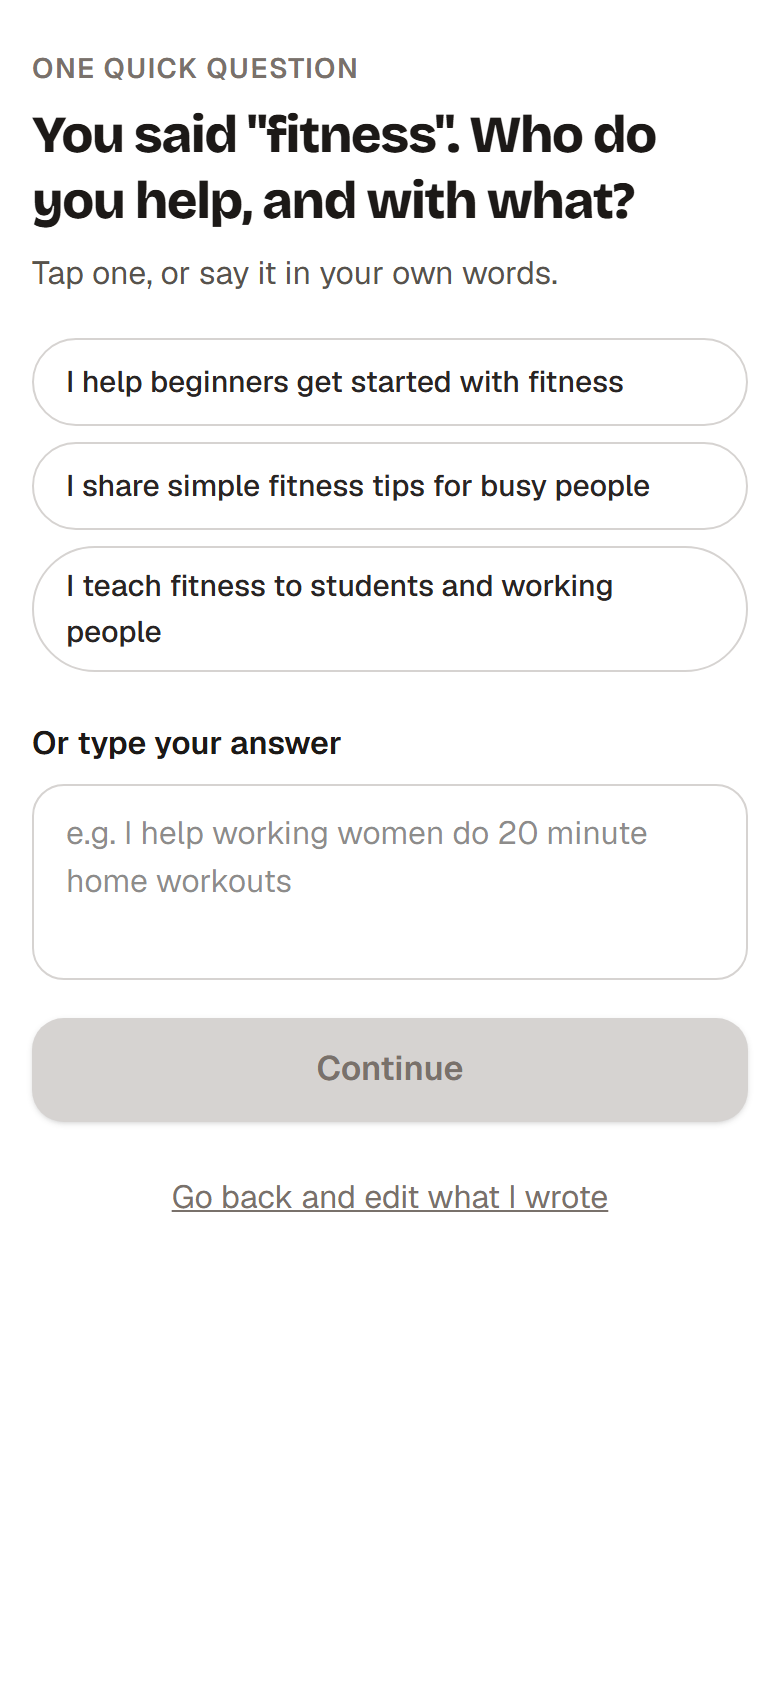 ONE QUICK QUESTION
You said "fitness". Who do
you help, and with what?
Tap one, or say it in your own words.
I help beginners get started with fitness
I share simple fitness tips for busy people
I teach fitness to students and working
people
Or type your answer
e.g. I help working women do 20 minute
home workouts
Continue
Go back and edit what I wrote